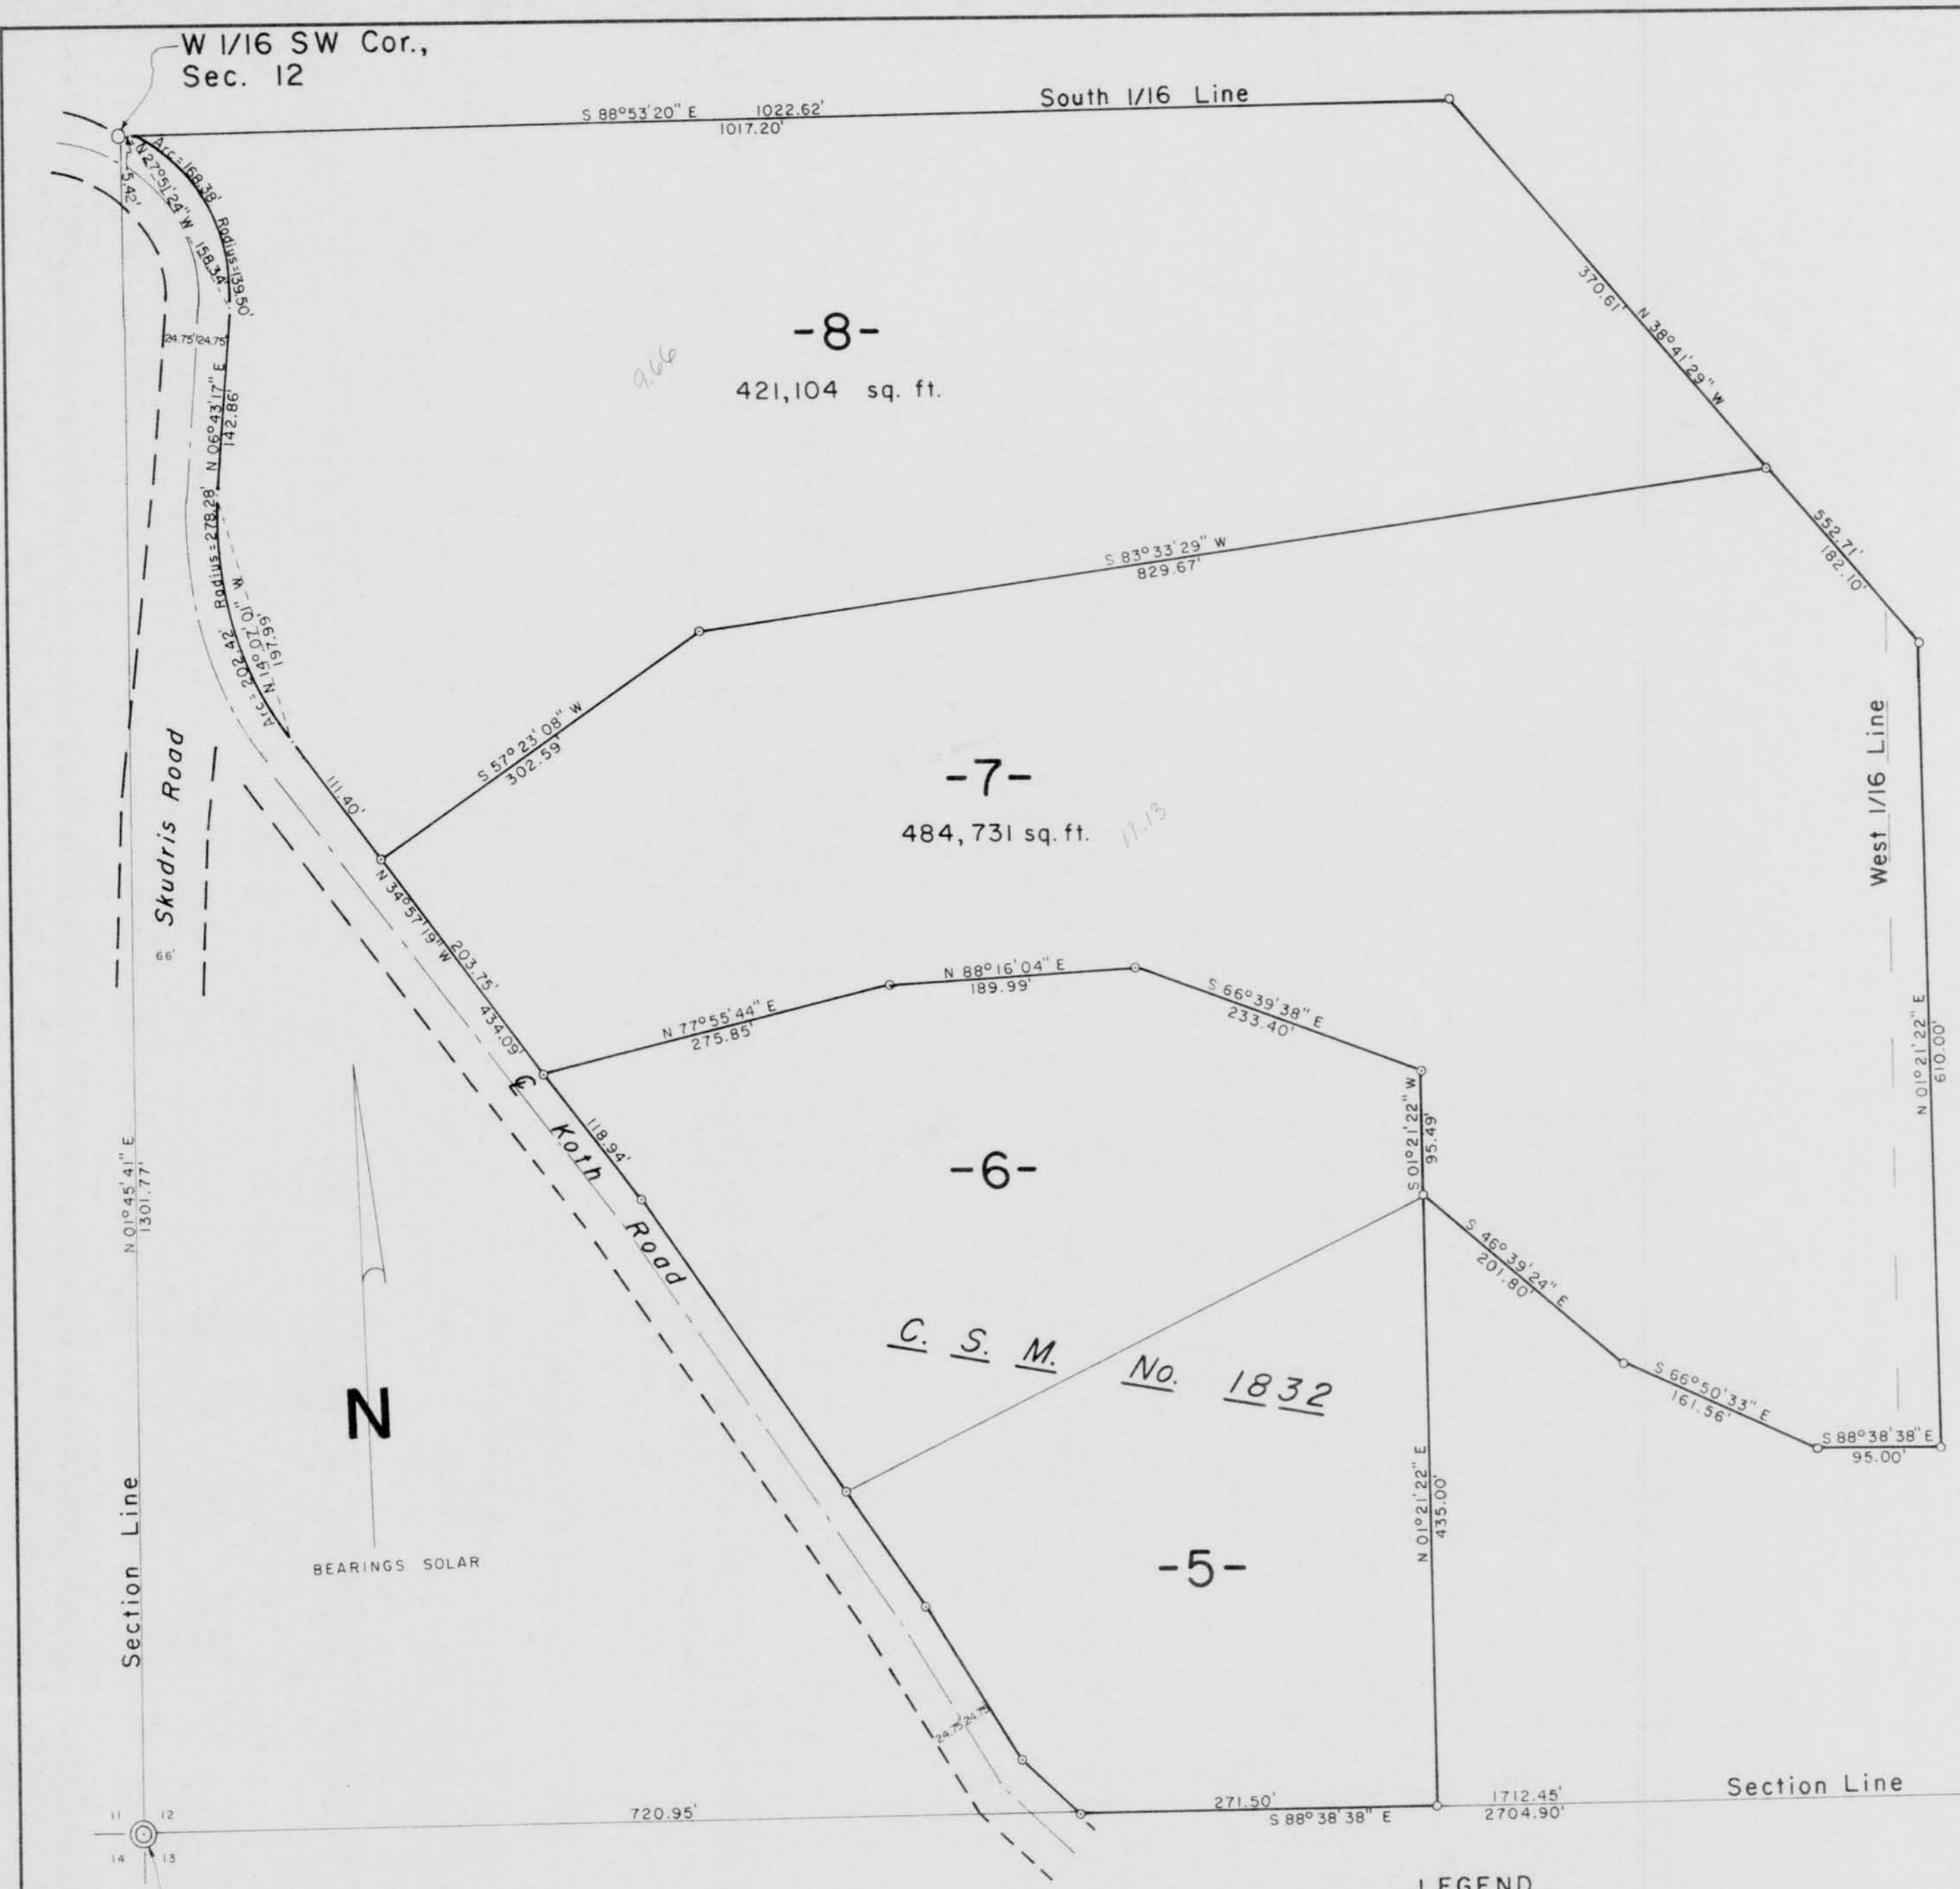 W 1/16 SW Cor.,
Sec. 12
S 88°53'20" E 1022.62'
1017.20'
South 1/16 Line
Arc=168.38' Radius=139.50'
N 27°51'24" W 158.34'
5.42'
24.75' 24.75'
N 06°43'17" E
142.86'
Arc= 202.42' Radius=278.28'
N 14°07'01" W
197.99'
-8-
9.66
421,104 sq. ft.
370.61' N 38°41'29" W
552.71'
182.10'
S 83°33'29" W
829.67'
S 57°23'08" W
302.59'
111.40'
-7-
484,731 sq. ft.
11.13
Skudris Road
66'
West 1/16 Line
N 34°57'19" W 203.75'
434.09'
N 77°55'44" E
275.85'
N 88°16'04" E
189.99'
S 66°39'38" E
233.40'
N 01°21'22" E
610.00'
118.94'
℄ Koth Road
-6-
S 01°21'22" W
95.49'
S 46°39'24" E
201.80'
S 66°50'33" E
161.56'
S 88°38'38" E
95.00'
C. S. M. No. 1832
N 01°45'41" E
1301.77'
N
BEARINGS SOLAR
Section Line
-5-
N 01°21'22" E
435.00'
24.75' 24.75'
11 12
14 13
720.95'
271.50'
S 88°38'38" E
1712.45'
2704.90'
Section Line
LEGEND